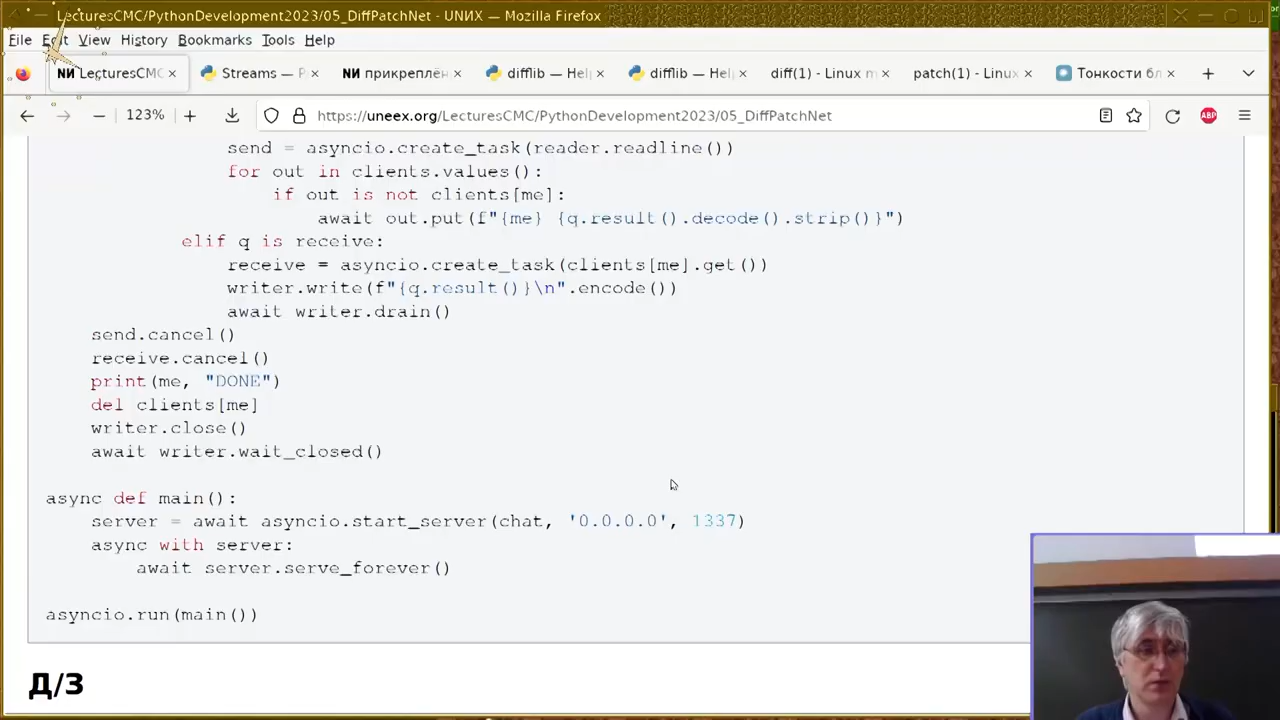 LecturesCMC/PythonDevelopment2023/05_DiffPatchNet - UNИX — Mozilla Firefox
File Edit View History Bookmarks Tools Help
NИ LecturesCMC × Streams — P × NИ прикреплён × difflib — Hel × difflib — Hel × diff(1) - Linux m × patch(1) - Linux × Тонкости бл ×
123% https://uneex.org/LecturesCMC/PythonDevelopment2023/05_DiffPatchNet ABP
send = asyncio.create_task(reader.readline())
for out in clients.values():
if out is not clients[me]:
await out.put(f"{me} {q.result().decode().strip()}")
elif q is receive:
receive = asyncio.create_task(clients[me].get())
writer.write(f"{q.result()}\n".encode())
await writer.drain()
send.cancel()
receive.cancel()
print(me, "DONE")
del clients[me]
writer.close()
await writer.wait_closed()
async def main():
server = await asyncio.start_server(chat, '0.0.0.0', 1337)
async with server:
await server.serve_forever()
asyncio.run(main())
Д/З